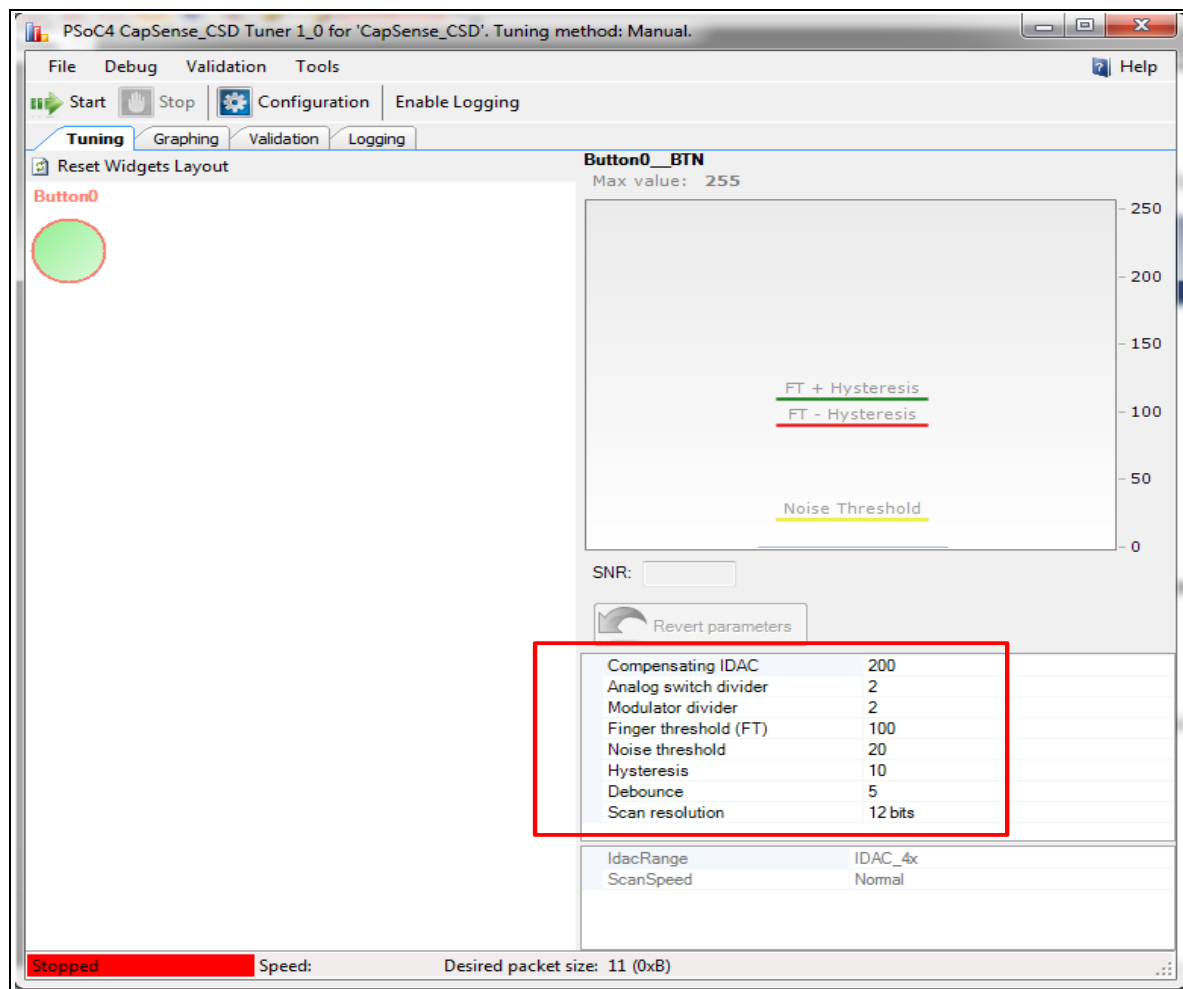 PSoC4 CapSense_CSD Tuner 1_0 for 'CapSense_CSD'. Tuning method: Manual.
File Debug Validation Tools Help
Start Stop Configuration Enable Logging
Tuning Graphing Validation Logging
Reset Widgets Layout
Button0
Button0__BTN
Max value: 255
250
200
150
FT + Hysteresis
FT - Hysteresis
100
50
Noise Threshold
0
SNR:
Revert parameters
Compensating IDAC 200
Analog switch divider 2
Modulator divider 2
Finger threshold (FT) 100
Noise threshold 20
Hysteresis 10
Debounce 5
Scan resolution 12 bits
IdacRange IDAC_4x
ScanSpeed Normal
Stopped Speed: Desired packet size: 11 (0xB)